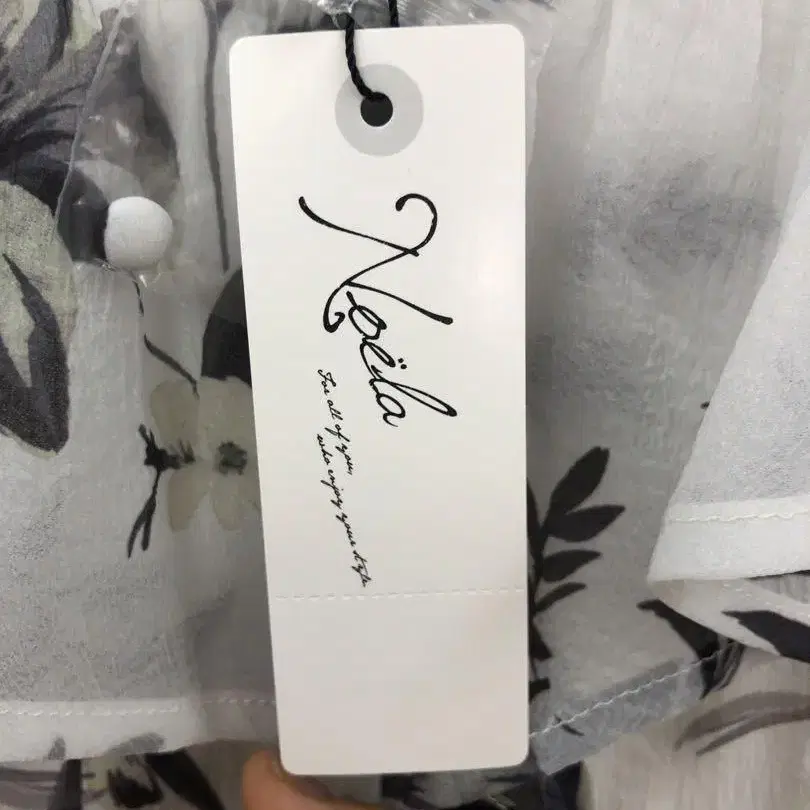 Noëla
For all of you,
who enjoy your style